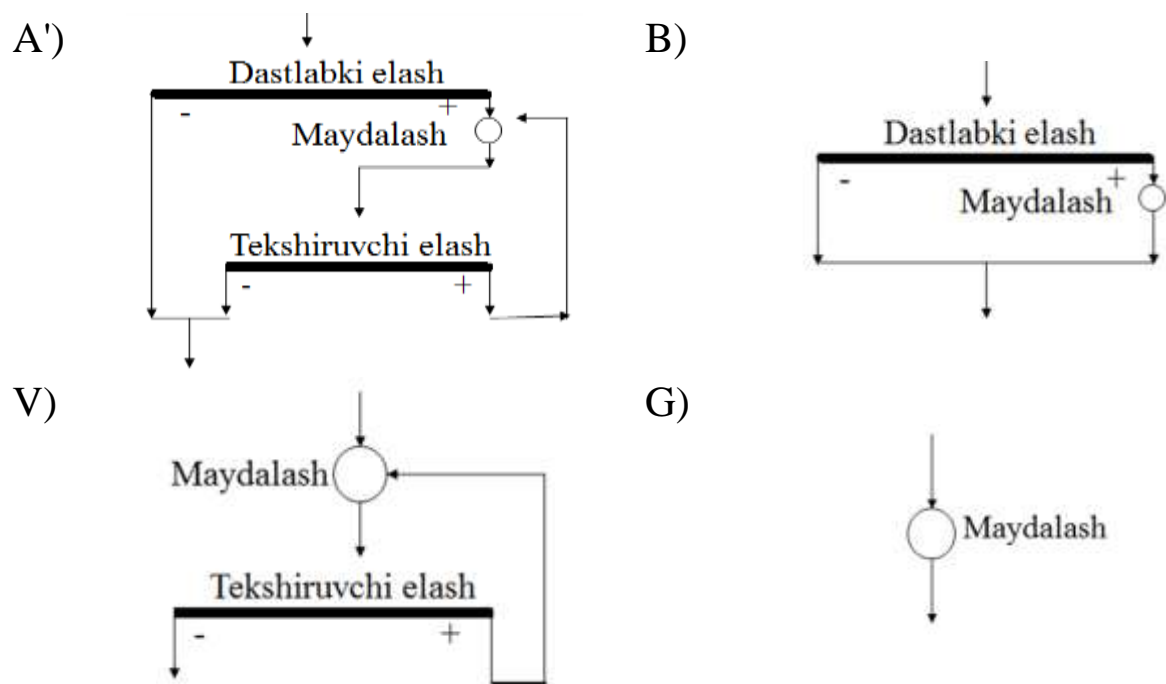 A')
Dastlabki elash
- +
Maydalash
Tekshiruvchi elash
- +
B)
Dastlabki elash
- +
Maydalash
V)
Maydalash
Tekshiruvchi elash
- +
G)
Maydalash